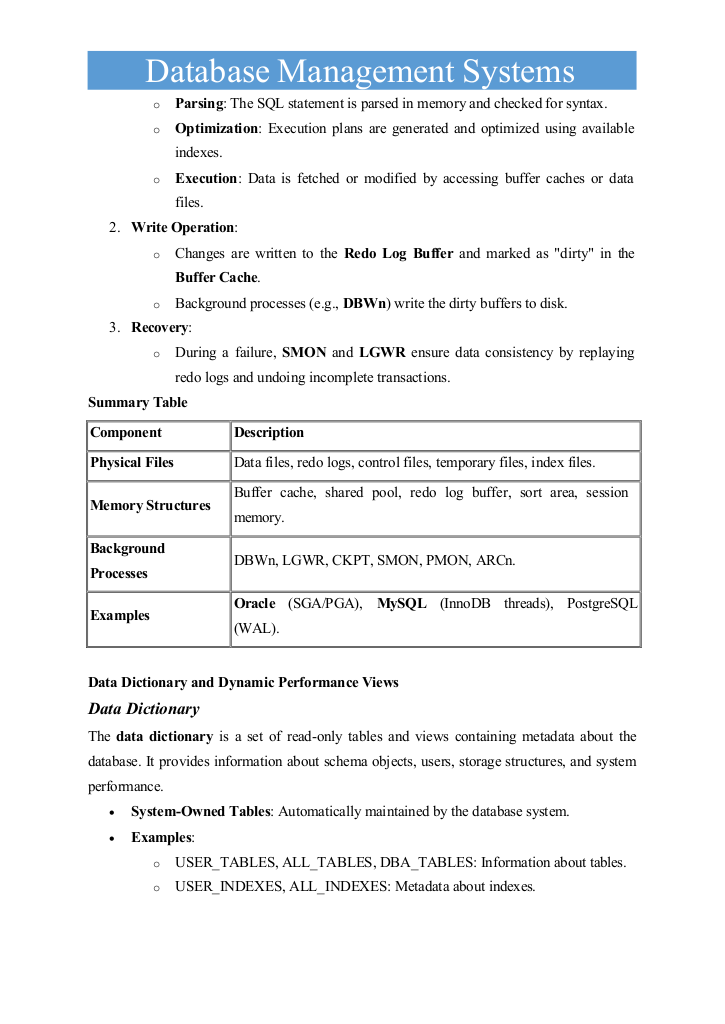 Database Management Systems
o Parsing: The SQL statement is parsed in memory and checked for syntax.
o Optimization: Execution plans are generated and optimized using available
indexes.
o Execution: Data is fetched or modified by accessing buffer caches or data
files.
2. Write Operation:
o Changes are written to the Redo Log Buffer and marked as "dirty" in the
Buffer Cache.
o Background processes (e.g., DBWn) write the dirty buffers to disk.
3. Recovery:
o During a failure, SMON and LGWR ensure data consistency by replaying
redo logs and undoing incomplete transactions.
Summary Table
Component Description
Physical Files Data files, redo logs, control files, temporary files, index files.
Memory Structures Buffer cache, shared pool, redo log buffer, sort area, session
memory.
Background
Processes DBWn, LGWR, CKPT, SMON, PMON, ARCn.
Examples Oracle (SGA/PGA), MySQL (InnoDB threads), PostgreSQL
(WAL).
Data Dictionary and Dynamic Performance Views
Data Dictionary
The data dictionary is a set of read-only tables and views containing metadata about the
database. It provides information about schema objects, users, storage structures, and system
performance.
• System-Owned Tables: Automatically maintained by the database system.
• Examples:
o USER_TABLES, ALL_TABLES, DBA_TABLES: Information about tables.
o USER_INDEXES, ALL_INDEXES: Metadata about indexes.